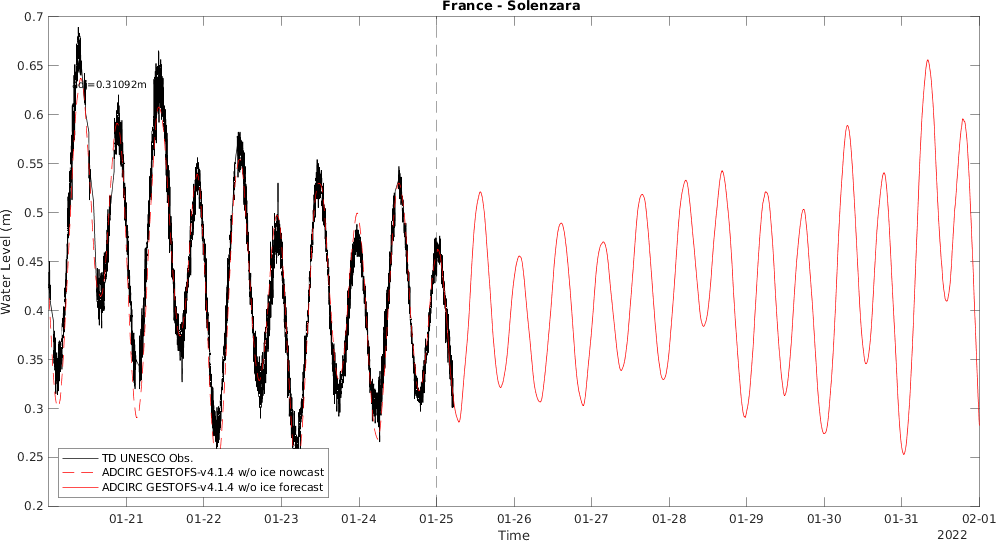 France - Solenzara
0.7
0.65
=0.31092m
0.6
0.55
0.5
0.45
0.4
0.35
0.3
0.25
0.2
Water Level (m)
TD UNESCO Obs.
ADCIRC GESTOFS-v4.1.4 w/o ice nowcast
ADCIRC GESTOFS-v4.1.4 w/o ice forecast
01-21 01-22 01-23 01-24 01-25 01-26 01-27 01-28 01-29 01-30 01-31 02-01
Time
2022